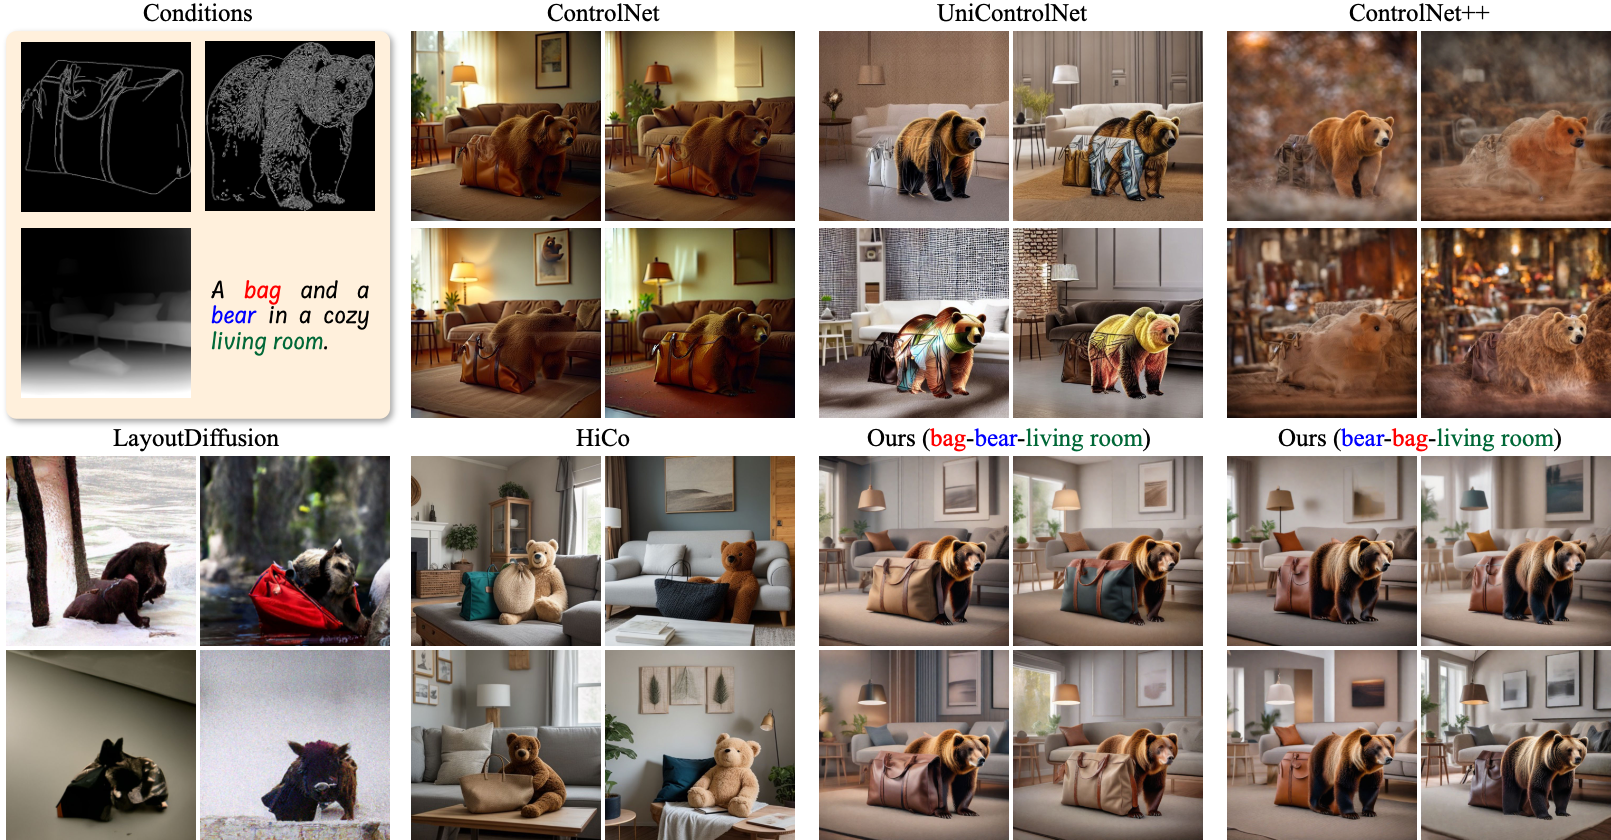 Conditions
ControlNet
UniControlNet
ControlNet++
A bag and a
bear in a cozy
living room.
LayoutDiffusion
HiCo
Ours (bag-bear-living room)
Ours (bear-bag-living room)